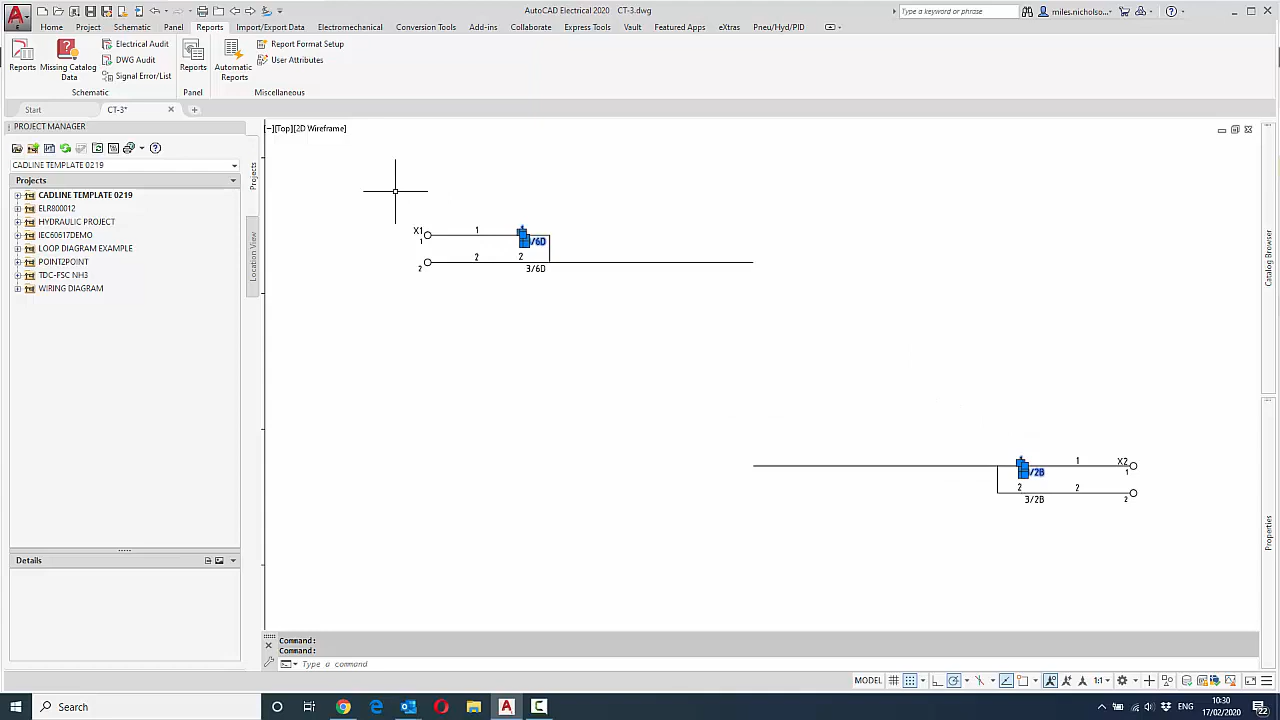 AutoCAD Electrical 2020 CT-3.dwg
Type a keyword or phrase
miles.nicholso...
Home
Project
Schematic
Panel
Reports
Import/Export Data
Electromechanical
Conversion Tools
Add-ins
Collaborate
Express Tools
Vault
Featured Apps
eXtras
Pneu/Hyd/PID
Reports
Missing Catalog
Data
Electrical Audit
DWG Audit
Signal Error/List
Reports
Automatic
Reports
Report Format Setup
User Attributes
Schematic
Panel
Miscellaneous
Start
CT-3*
PROJECT MANAGER
[-][Top][2D Wireframe]
CADLINE TEMPLATE 0219
Projects
CADLINE TEMPLATE 0219
ELR800012
HYDRAULIC PROJECT
IEC60617DEMO
LOOP DIAGRAM EXAMPLE
POINT2POINT
TDC-FSC NH3
WIRING DIAGRAM
Projects
Location View
Catalog Browser
Properties
X1
1
1
/6D
2
2
2
3/6D
/2B
1
X2
1
2
2
2
3/2B
Details
Command:
Command:
Type a command
MODEL
1:1
Search
ENG
10:30
17/02/2020